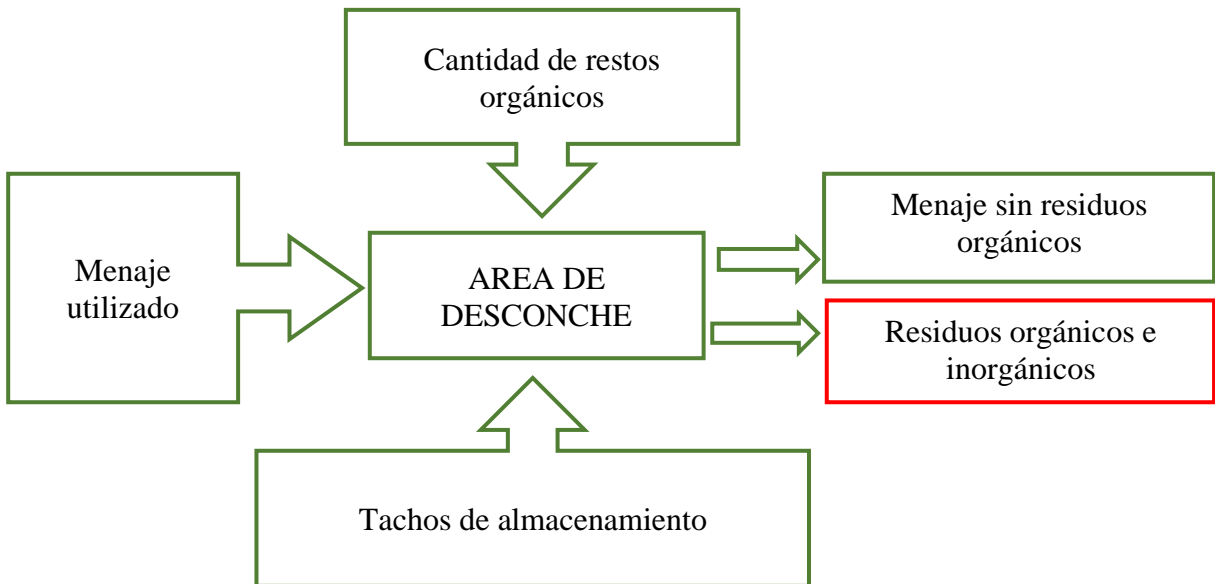 Cantidad de restos
orgánicos
Menaje
utilizado
AREA DE
DESCONCHE
Menaje sin residuos
orgánicos
Residuos orgánicos e
inorgánicos
Tachos de almacenamiento